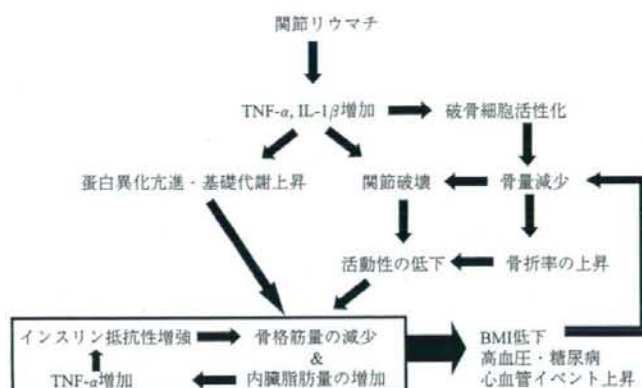 関節リウマチ
TNF-α, IL-1β増加
破骨細胞活性化
蛋白異化亢進・基礎代謝上昇
関節破壊
骨量減少
活動性の低下
骨折率の上昇
インスリン抵抗性増強
骨格筋量の減少
&
TNF-α増加
内臓脂肪量の増加
BMI低下
高血圧・糖尿病
心血管イベント上昇